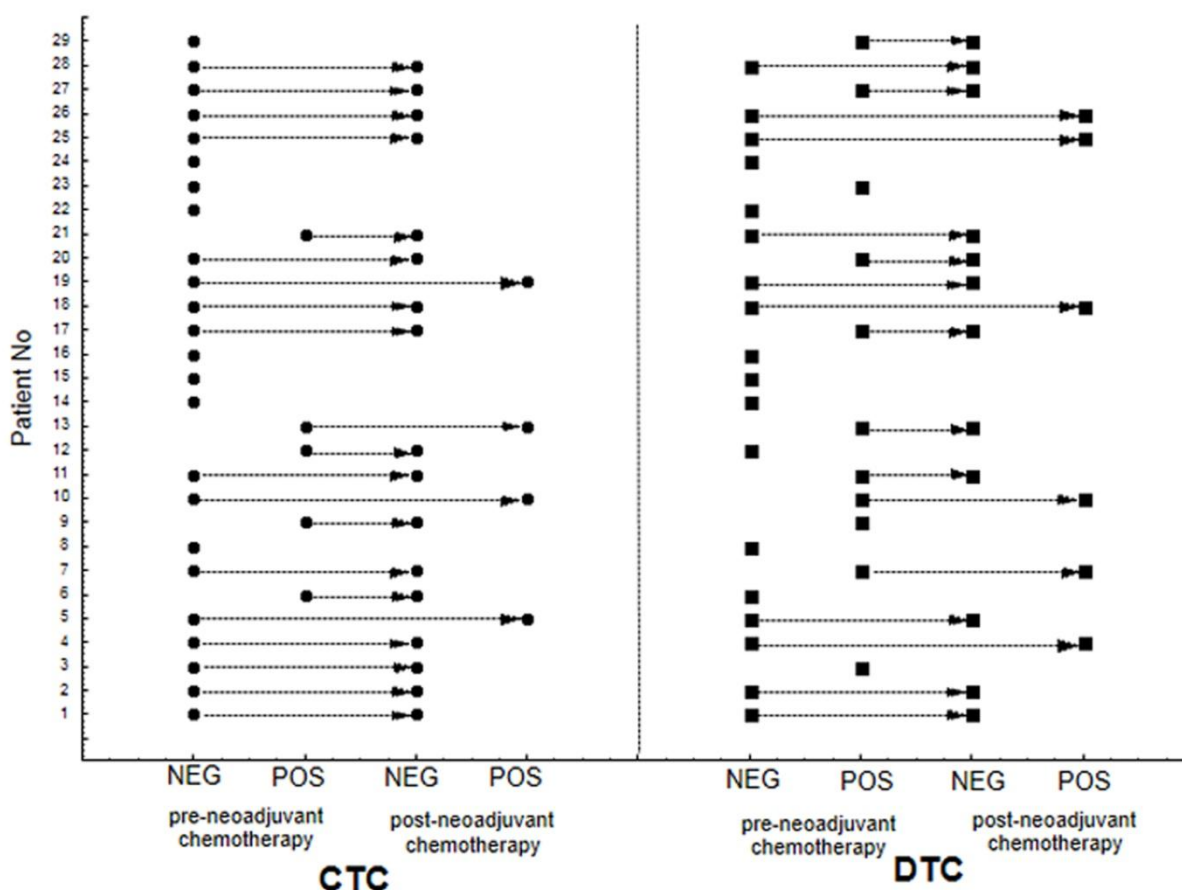 Patient No
29
28
27
26
25
24
23
22
21
20
19
18
17
16
15
14
13
12
11
10
9
8
7
6
5
4
3
2
1
NEG POS NEG POS NEG POS NEG POS
pre-neoadjuvant
chemotherapy
post-neoadjuvant
chemotherapy
pre-neoadjuvant
chemotherapy
post-neoadjuvant
chemotherapy
CTC
DTC